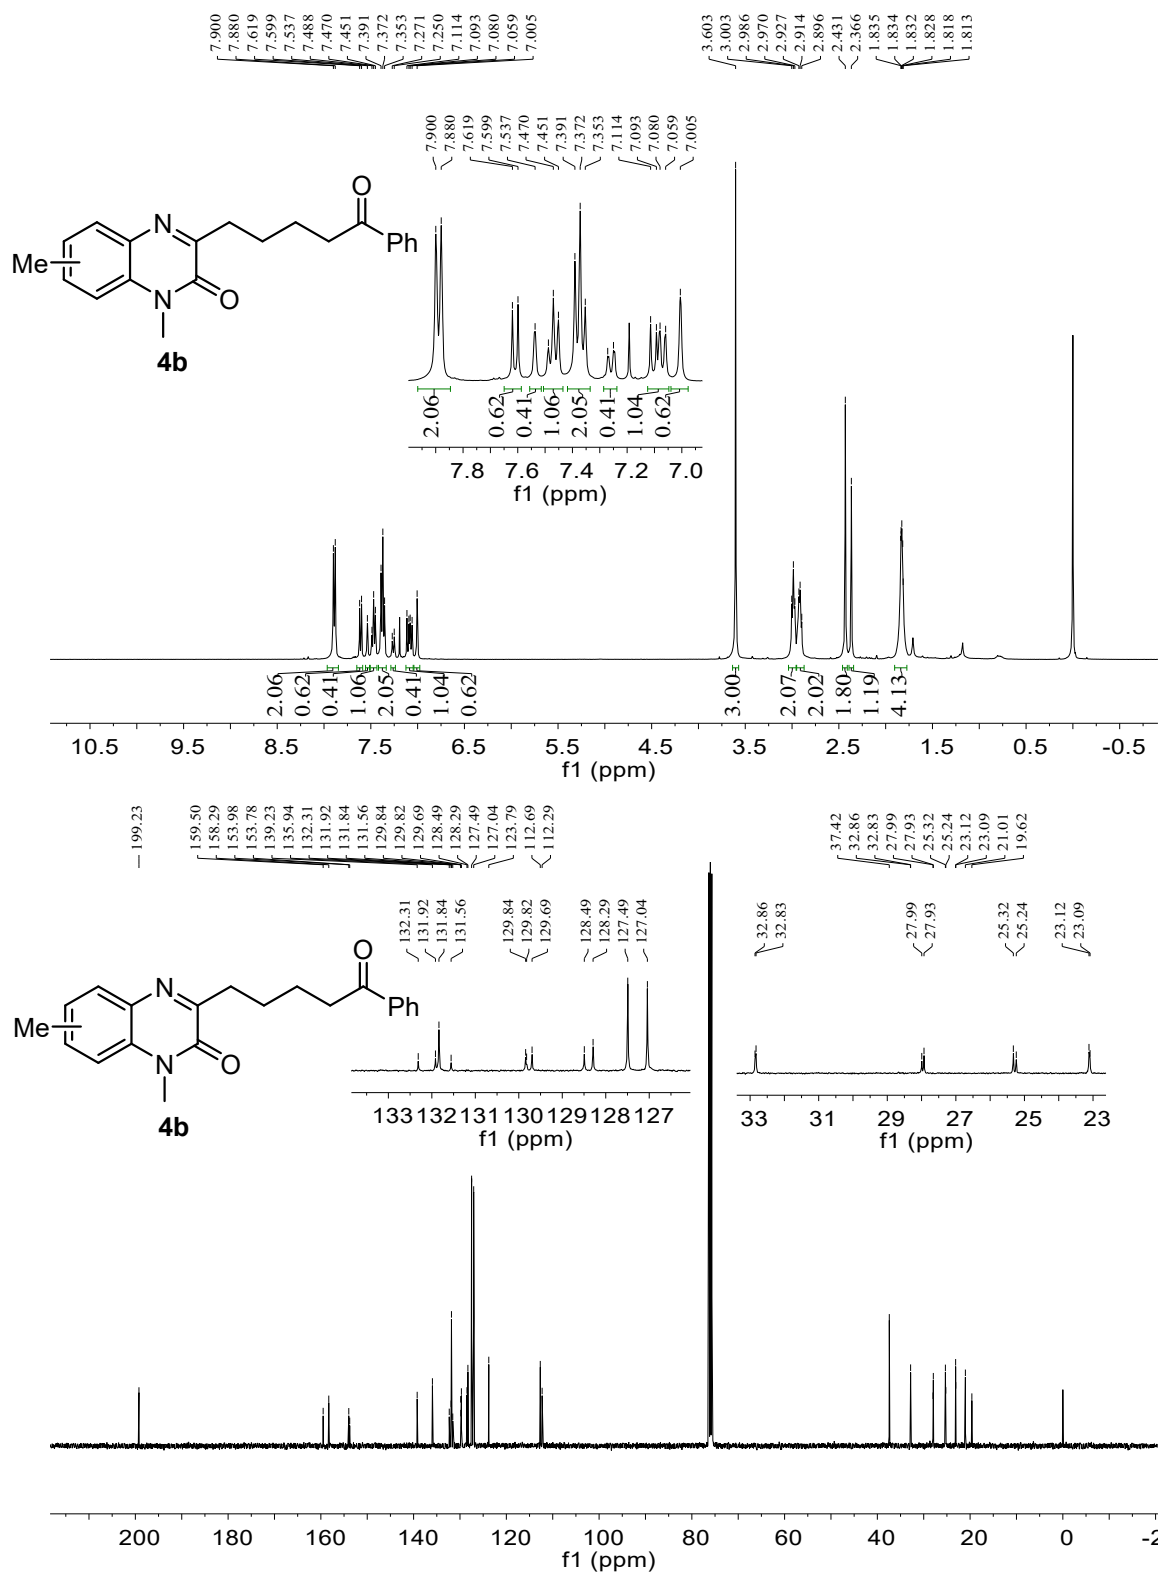 7.900 7.880 7.619 7.599 7.537 7.488 7.470 7.451 7.391 7.372 7.353 7.271 7.250 7.114 7.093 7.080 7.059 7.005
3.603 3.003 2.986 2.970 2.927 2.914 2.896 2.431 2.366 1.835 1.834 1.832 1.828 1.818 1.813
7.900 7.880 7.619 7.599 7.537 7.470 7.451 7.391 7.372 7.353 7.114 7.093 7.080 7.059 7.005
O
N
Ph
Me
N
O
4b
2.06 0.62 0.41 1.06 2.05 0.41 1.04 0.62
7.8 7.6 7.4 7.2 7.0
f1 (ppm)
2.06 0.62 0.41 1.06 2.05 0.41 1.04 0.62 3.00 2.07 2.02 1.80 1.19 4.13
10.5 9.5 8.5 7.5 6.5 5.5 4.5 3.5 2.5 1.5 0.5 -0.5
f1 (ppm)
199.23 159.50 158.29 153.98 153.78 139.23 135.94 132.31 131.92 131.84 131.56 129.84 129.82 129.69 128.49 128.29 127.49 127.04 123.79 112.69 112.29
37.42 32.86 32.83 27.99 27.93 25.32 25.24 23.12 23.09 21.01 19.62
132.31 131.92 131.84 131.56 129.84 129.82 129.69 128.49 128.29 127.49 127.04
32.86 32.83 27.99 27.93 25.32 25.24 23.12 23.09
O
N
Ph
Me
N
O
4b
133 132 131 130 129 128 127
f1 (ppm)
33 31 29 27 25 23
f1 (ppm)
200 180 160 140 120 100 80 60 40 20 0 -2
f1 (ppm)